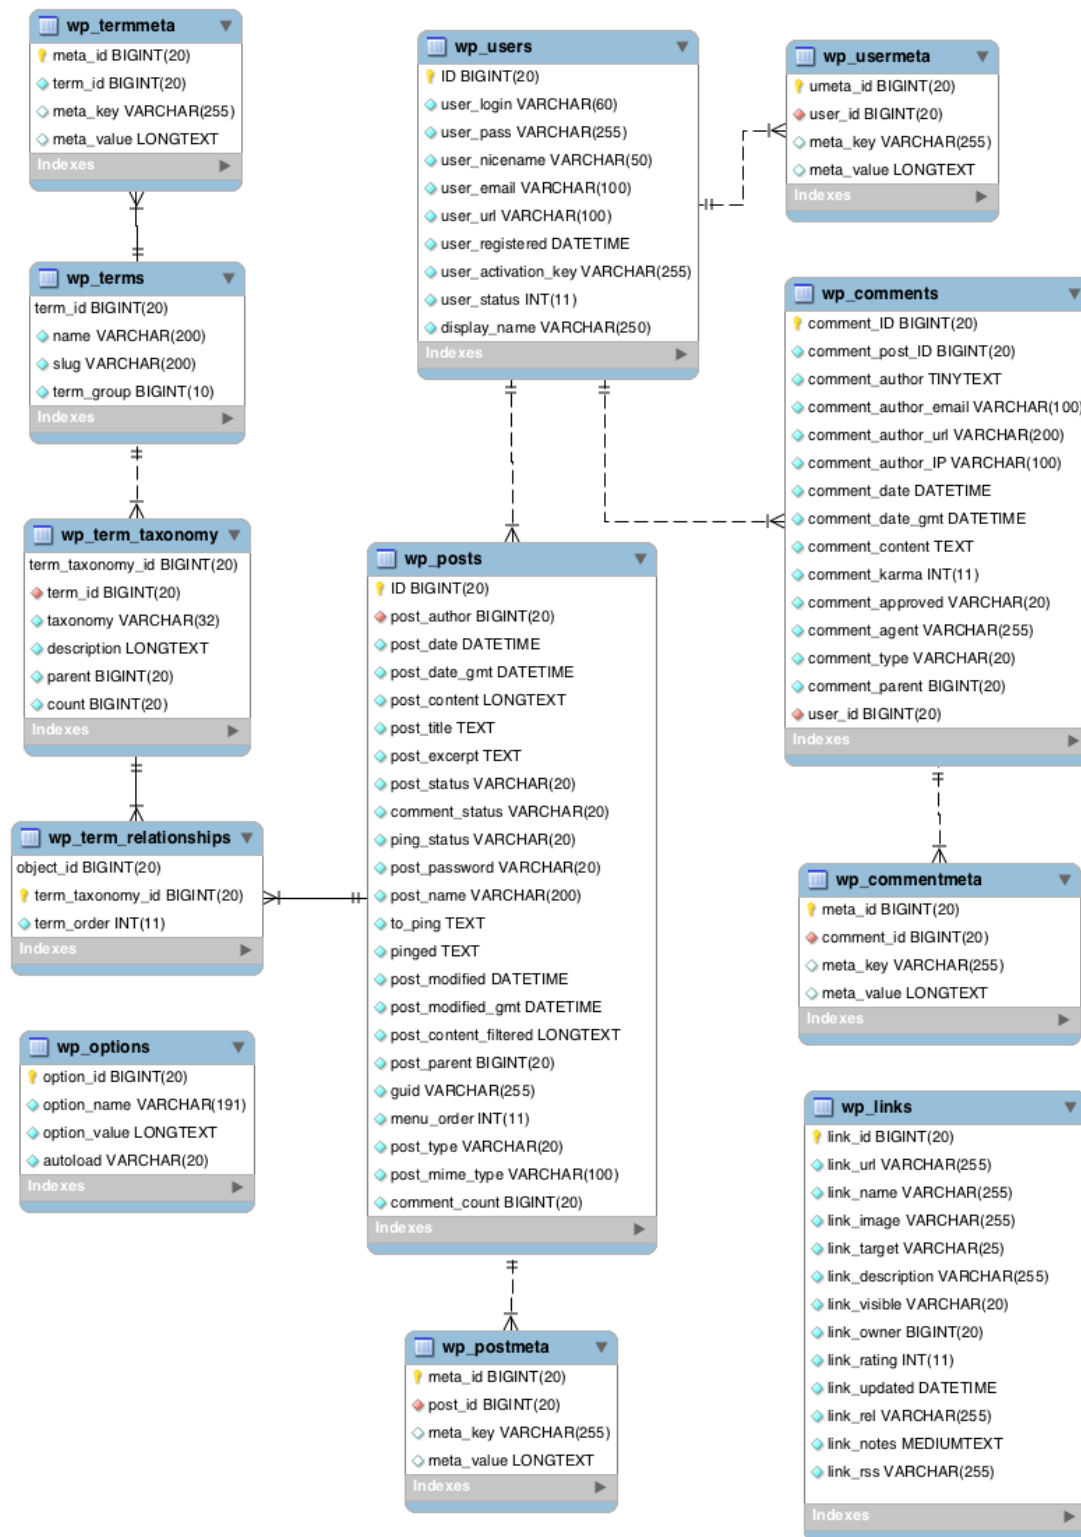 wp_termmeta
meta_id BIGINT(20)
term_id BIGINT(20)
meta_key VARCHAR(255)
meta_value LONGTEXT
Indexes
wp_terms
term_id BIGINT(20)
name VARCHAR(200)
slug VARCHAR(200)
term_group BIGINT(10)
Indexes
wp_term_taxonomy
term_taxonomy_id BIGINT(20)
term_id BIGINT(20)
taxonomy VARCHAR(32)
description LONGTEXT
parent BIGINT(20)
count BIGINT(20)
Indexes
wp_term_relationships
object_id BIGINT(20)
term_taxonomy_id BIGINT(20)
term_order INT(11)
Indexes
wp_options
option_id BIGINT(20)
option_name VARCHAR(191)
option_value LONGTEXT
autoload VARCHAR(20)
Indexes
wp_users
ID BIGINT(20)
user_login VARCHAR(60)
user_pass VARCHAR(255)
user_nicename VARCHAR(50)
user_email VARCHAR(100)
user_url VARCHAR(100)
user_registered DATETIME
user_activation_key VARCHAR(255)
user_status INT(11)
display_name VARCHAR(250)
Indexes
wp_posts
ID BIGINT(20)
post_author BIGINT(20)
post_date DATETIME
post_date_gmt DATETIME
post_content LONGTEXT
post_title TEXT
post_excerpt TEXT
post_status VARCHAR(20)
comment_status VARCHAR(20)
ping_status VARCHAR(20)
post_password VARCHAR(20)
post_name VARCHAR(200)
to_ping TEXT
pinged TEXT
post_modified DATETIME
post_modified_gmt DATETIME
post_content_filtered LONGTEXT
post_parent BIGINT(20)
guid VARCHAR(255)
menu_order INT(11)
post_type VARCHAR(20)
post_mime_type VARCHAR(100)
comment_count BIGINT(20)
Indexes
wp_postmeta
meta_id BIGINT(20)
post_id BIGINT(20)
meta_key VARCHAR(255)
meta_value LONGTEXT
Indexes
wp_usermeta
umeta_id BIGINT(20)
user_id BIGINT(20)
meta_key VARCHAR(255)
meta_value LONGTEXT
Indexes
wp_comments
comment_ID BIGINT(20)
comment_post_ID BIGINT(20)
comment_author TINYTEXT
comment_author_email VARCHAR(100)
comment_author_url VARCHAR(200)
comment_author_IP VARCHAR(100)
comment_date DATETIME
comment_date_gmt DATETIME
comment_content TEXT
comment_karma INT(11)
comment_approved VARCHAR(20)
comment_agent VARCHAR(255)
comment_type VARCHAR(20)
comment_parent BIGINT(20)
user_id BIGINT(20)
Indexes
wp_commentmeta
meta_id BIGINT(20)
comment_id BIGINT(20)
meta_key VARCHAR(255)
meta_value LONGTEXT
Indexes
wp_links
link_id BIGINT(20)
link_url VARCHAR(255)
link_name VARCHAR(255)
link_image VARCHAR(255)
link_target VARCHAR(25)
link_description VARCHAR(255)
link_visible VARCHAR(20)
link_owner BIGINT(20)
link_rating INT(11)
link_updated DATETIME
link_rel VARCHAR(255)
link_notes MEDIUMTEXT
link_rss VARCHAR(255)
Indexes